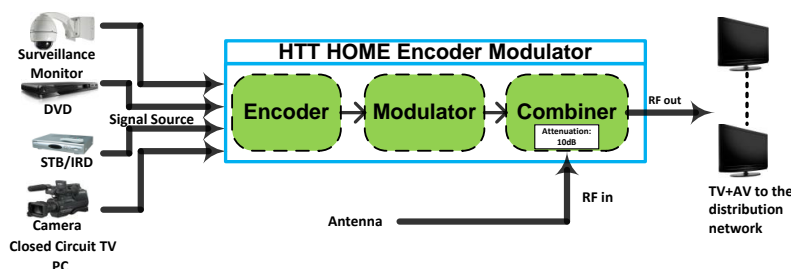 Surveillance
Monitor
DVD
Signal Source
STB/IRD
Camera
Closed Circuit TV
PC
HTT HOME Encoder Modulator
Encoder
Modulator
Combiner
Attenuation:
10dB
RF out
RF in
Antenna
TV+AV to the
distribution
network